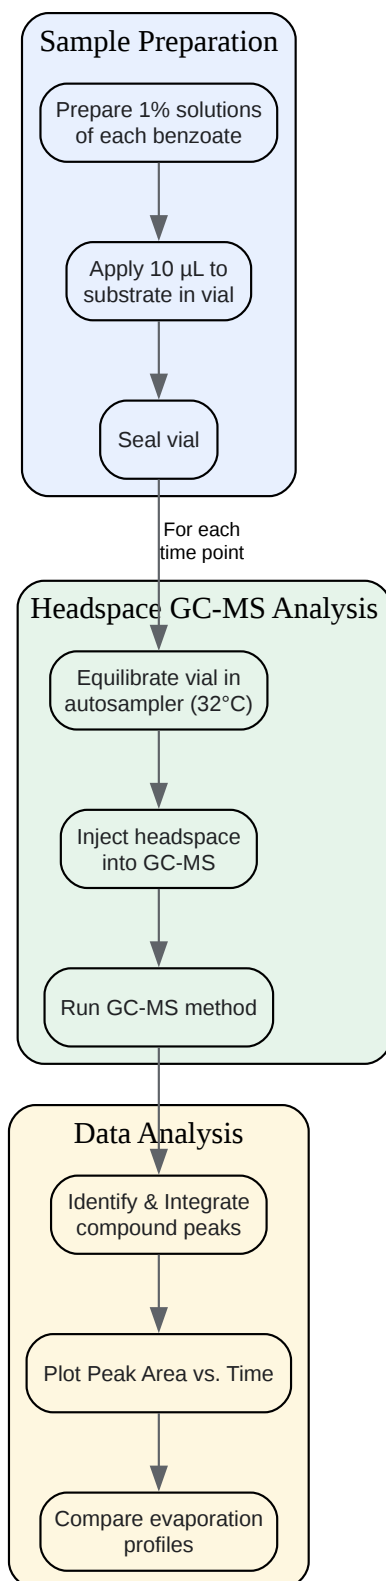 Sample Preparation
Prepare 1% solutions
of each benzoate
Apply 10 µL to
substrate in vial
Seal vial
For each
time point
Headspace GC-MS Analysis
Equilibrate vial in
autosampler (32°C)
Inject headspace
into GC-MS
Run GC-MS method
Data Analysis
Identify & Integrate
compound peaks
Plot Peak Area vs. Time
Compare evaporation
profiles